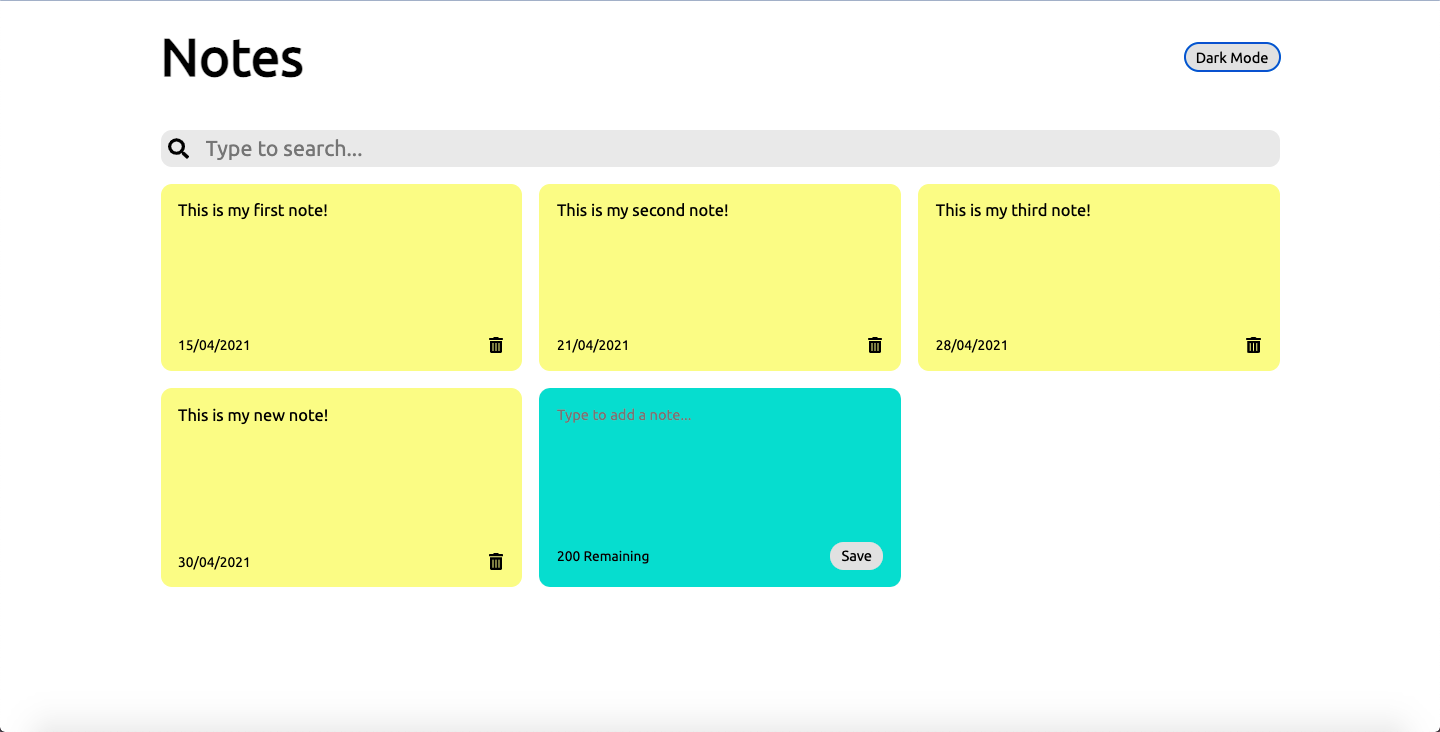 Notes
Dark Mode
Type to search...
This is my first note!
15/04/2021
This is my second note!
21/04/2021
This is my third note!
28/04/2021
This is my new note!
30/04/2021
Type to add a note...
200 Remaining
Save